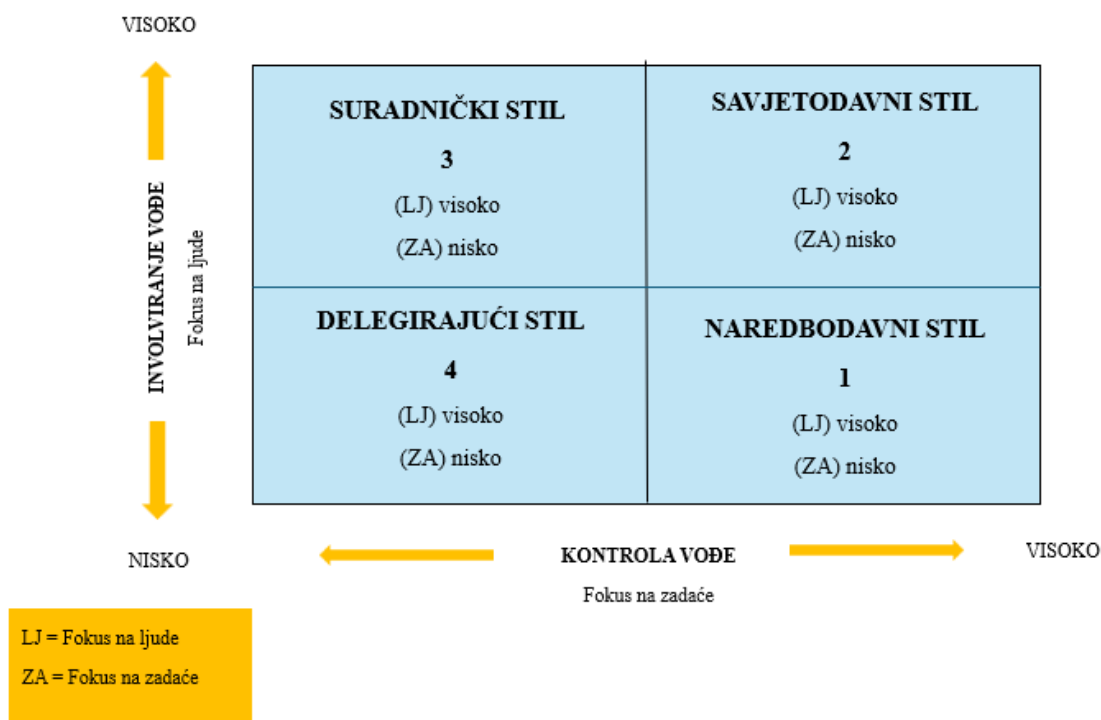 VISOKO
SURADNIČKI STIL
3
(LJ) visoko
(ZA) nisko
SAVJETODAVNI STIL
2
(LJ) visoko
(ZA) nisko
INVOLVIRANJE VOĐE
Fokus na ljude
DELEGIRAJUĆI STIL
4
(LJ) visoko
(ZA) nisko
NAREDBODAVNI STIL
1
(LJ) visoko
(ZA) nisko
NISKO
KONTROLA VOĐE
VISOKO
Fokus na zadaće
LJ = Fokus na ljude
ZA = Fokus na zadaće